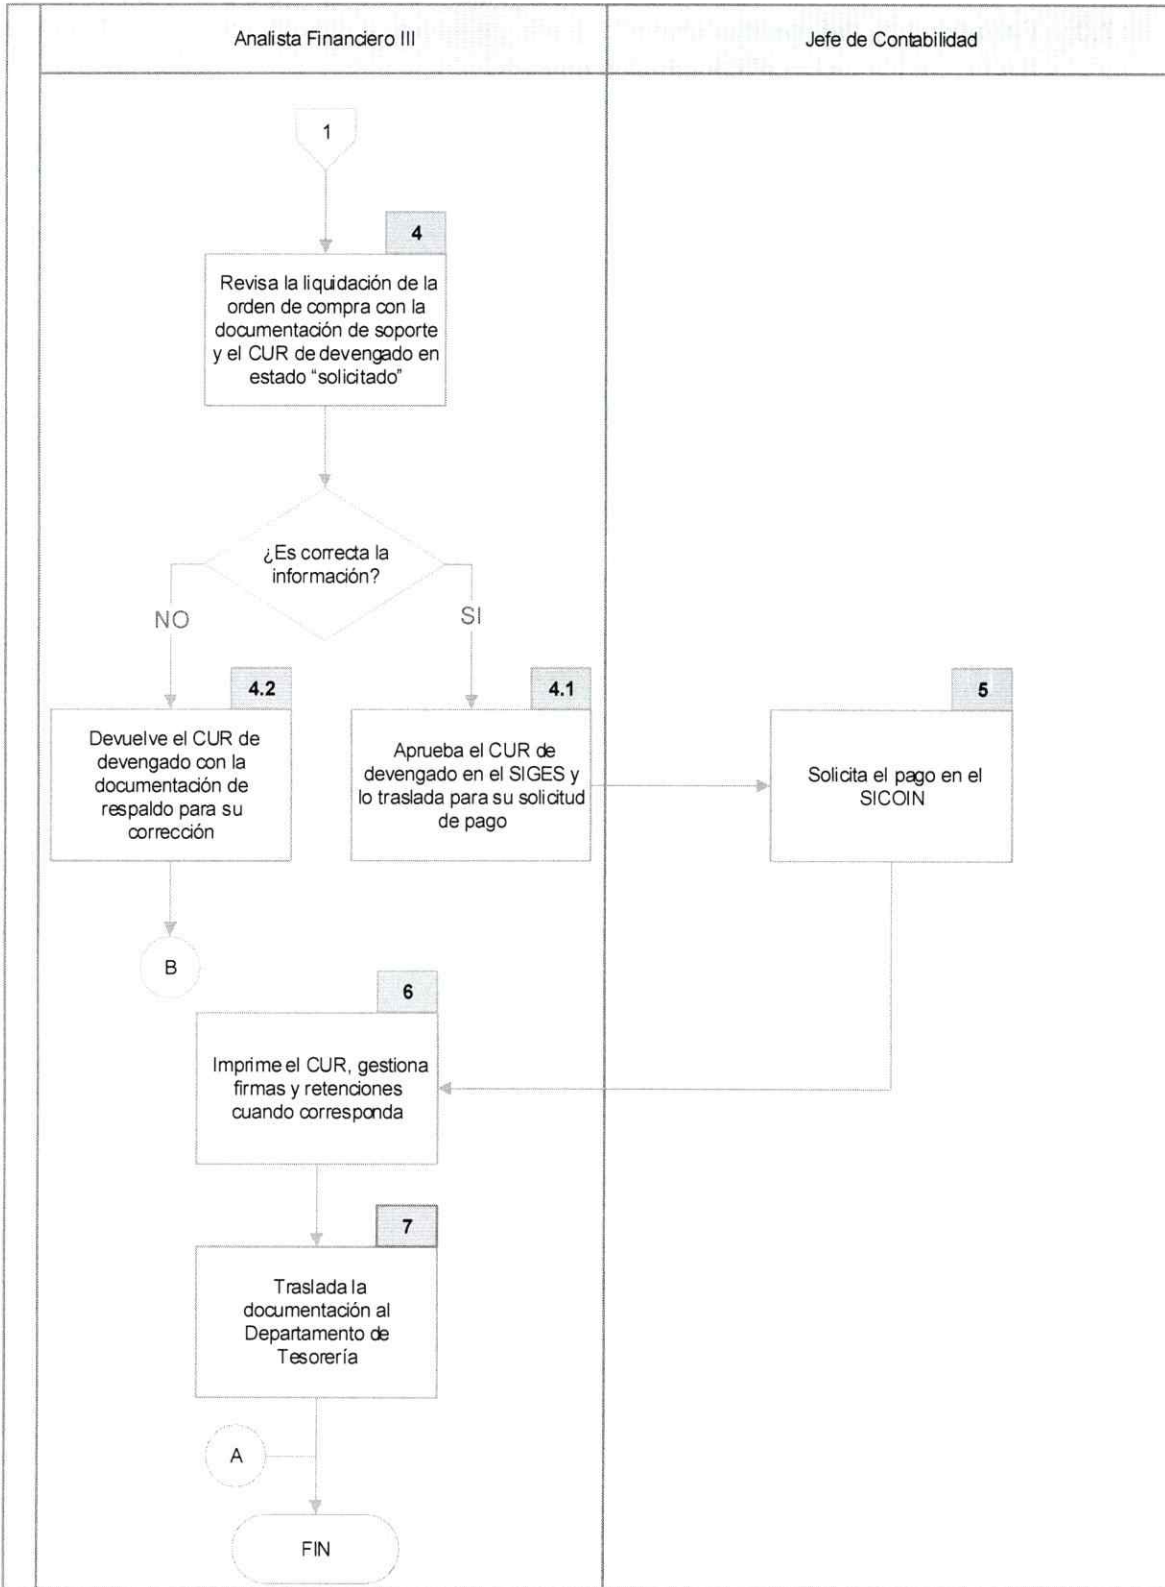 Analista Financiero III
Jefe de Contabilidad
1
4
Revisa la liquidación de la
orden de compra con la
documentación de soporte
y el CUR de devengado en
estado “solicitado”
¿Es correcta la
información?
NO
SI
4.2
Devuelve el CUR de
devengado con la
documentación de
respaldo para su
corrección
4.1
Aprueba el CUR de
devengado en el SIGES y
lo traslada para su solicitud
de pago
5
Solicita el pago en el
SICOIN
B
6
Imprime el CUR, gestiona
firmas y retenciones
cuando corresponda
7
Traslada la
documentación al
Departamento de
Tesorería
A
FIN